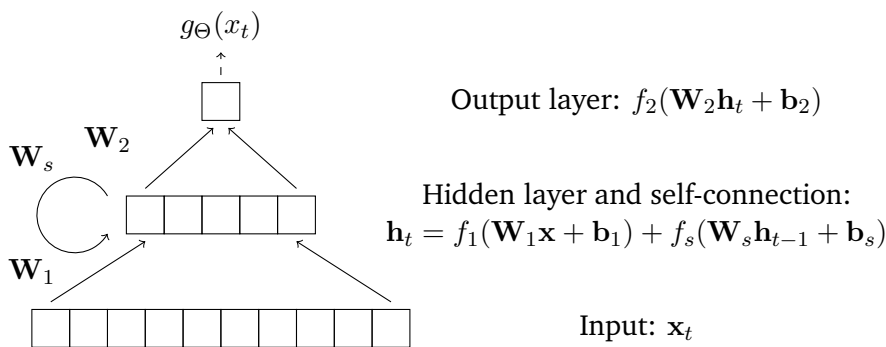 g_Θ(x_t)
Output layer: f_2(W_2h_t + b_2)
W_2
W_s
Hidden layer and self-connection:
h_t = f_1(W_1x + b_1) + f_s(W_sh_{t−1} + b_s)
W_1
Input: x_t